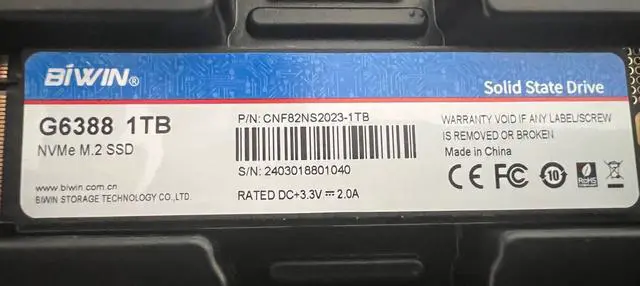 BIWIN®
Solid State Drive
G6388 1TB
NVMe M.2 SSD
www.biwin.com.cn
BIWIN STORAGE TECHNOLOGY CO.,LTD.
P/N: CNF82NS2023-1TB
S/N: 2403018801040
RATED DC+3.3V ⎓ 2.0A
WARRANTY VOID IF ANY LABEL/SCREW
IS REMOVED OR BROKEN
Made in China
CE FC 10 RoHS